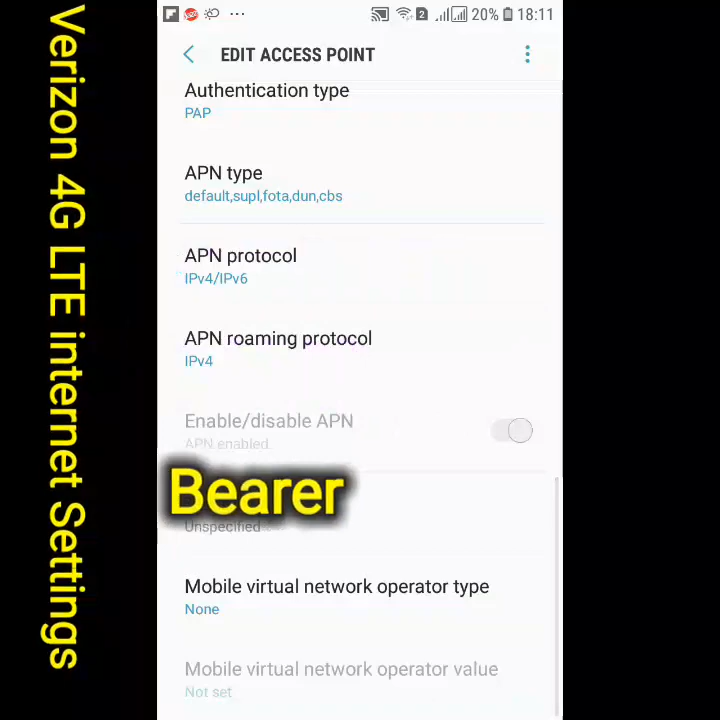 Verizon 4G LTE internet Settings
2 20% 18:11
EDIT ACCESS POINT
Authentication type
PAP
APN type
default,supl,fota,dun,cbs
APN protocol
IPv4/IPv6
APN roaming protocol
IPv4
Enable/disable APN
APN enabled
Bearer
Unspecified
Mobile virtual network operator type
None
Mobile virtual network operator value
Not set